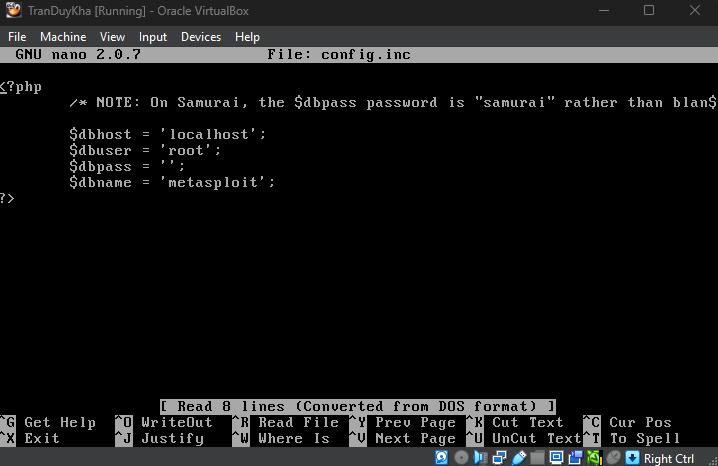 TranDuyKha [Running] - Oracle VirtualBox
File Machine View Input Devices Help
GNU nano 2.0.7 File: config.inc
<?php
/* NOTE: On Samurai, the $dbpass password is "samurai" rather than blan$
$dbhost = 'localhost';
$dbuser = 'root';
$dbpass = '';
$dbname = 'metasploit';
?>
[ Read 8 lines (Converted from DOS format) ]
^G Get Help ^O WriteOut ^R Read File ^Y Prev Page ^K Cut Text ^C Cur Pos
^X Exit ^J Justify ^W Where Is ^V Next Page ^U UnCut Text ^T To Spell
Right Ctrl